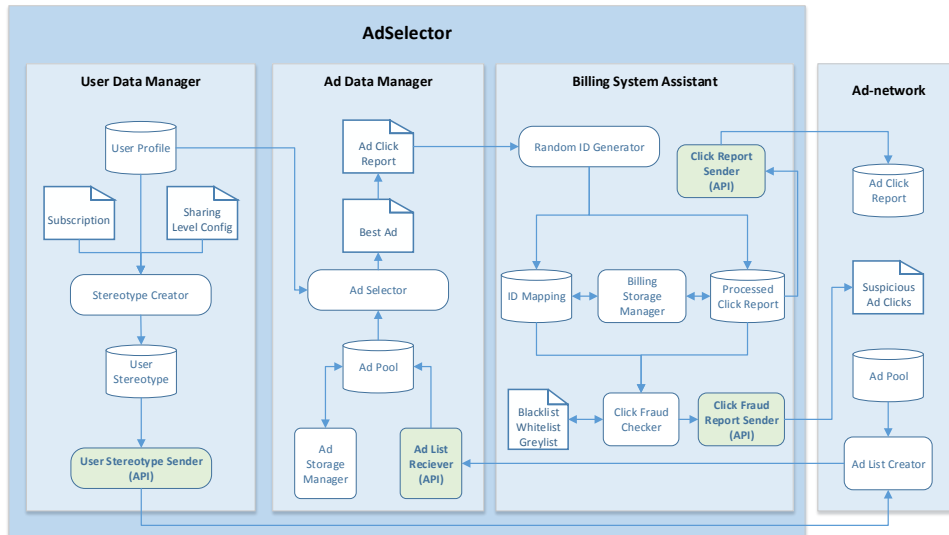 AdSelector
User Data Manager
User Profile
Subscription
Sharing
Level Config
Stereotype Creator
User
Stereotype
User Stereotype Sender
(API)
Ad Data Manager
Ad Click
Report
Best Ad
Ad Selector
Ad Pool
Ad
Storage
Manager
Ad List
Reciever
(API)
Billing System Assistant
Random ID Generator
Click Report
Sender
(API)
ID Mapping
Billing
Storage
Manager
Processed
Click Report
Blacklist
Whitelist
Greylist
Click Fraud
Checker
Click Fraud
Report Sender
(API)
Ad-network
Ad Click
Report
Suspicious
Ad Clicks
Ad Pool
Ad List Creator